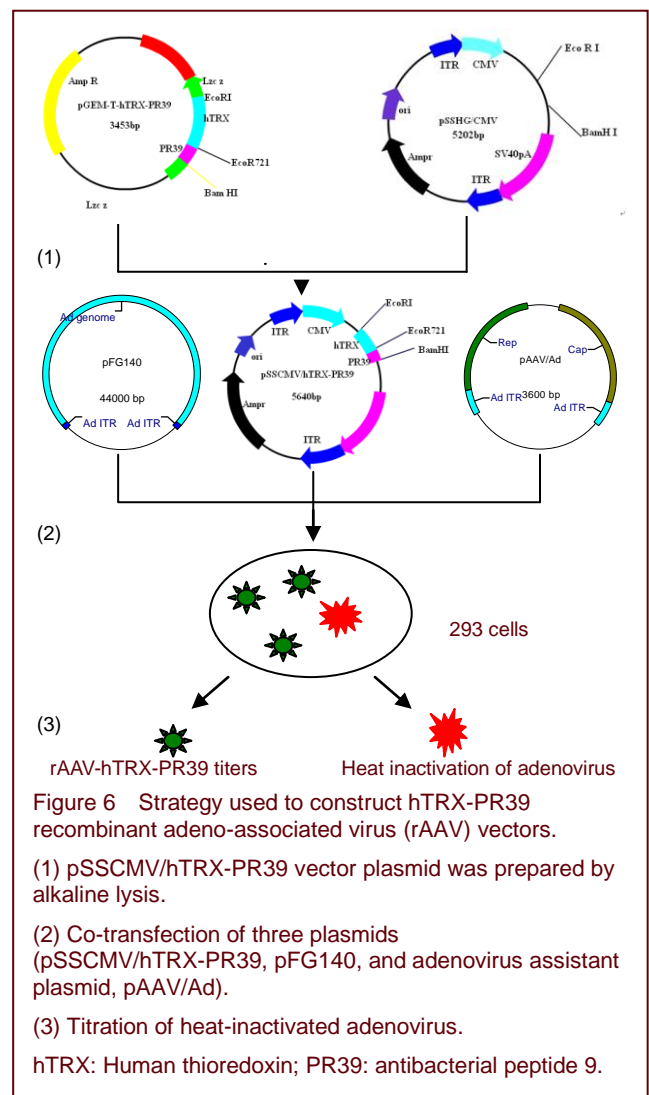 ITR
CMV
Eco R I
Amp R
Lzc z
EcoRI
pGEM-T-hTRX-PR39
hTRX
3453bp
PR39
EcoR721
Bam HI
Lzc z
ori
pSSHG/CMV
5202bp
BamH I
Ampr
SV40pA
ITR
(1)
Ad genome
pFG140
44000 bp
Ad ITR
Ad ITR
ITR
CMV
EcoRI
hTRX
EcoR721
ori
PR39
BamHI
pSSCMV/hTRX-PR39
5640bp
Ampr
ITR
Rep
pAAV/Ad
Cap
Ad ITR
3600 bp
Ad ITR
(2)
293 cells
(3)
rAAV-hTRX-PR39 titers
Heat inactivation of adenovirus
Figure 6 Strategy used to construct hTRX-PR39
recombinant adeno-associated virus (rAAV) vectors.
(1) pSSCMV/hTRX-PR39 vector plasmid was prepared by
alkaline lysis.
(2) Co-transfection of three plasmids
(pSSCMV/hTRX-PR39, pFG140, and adenovirus assistant
plasmid, pAAV/Ad).
(3) Titration of heat-inactivated adenovirus.
hTRX: Human thioredoxin; PR39: antibacterial peptide 9.